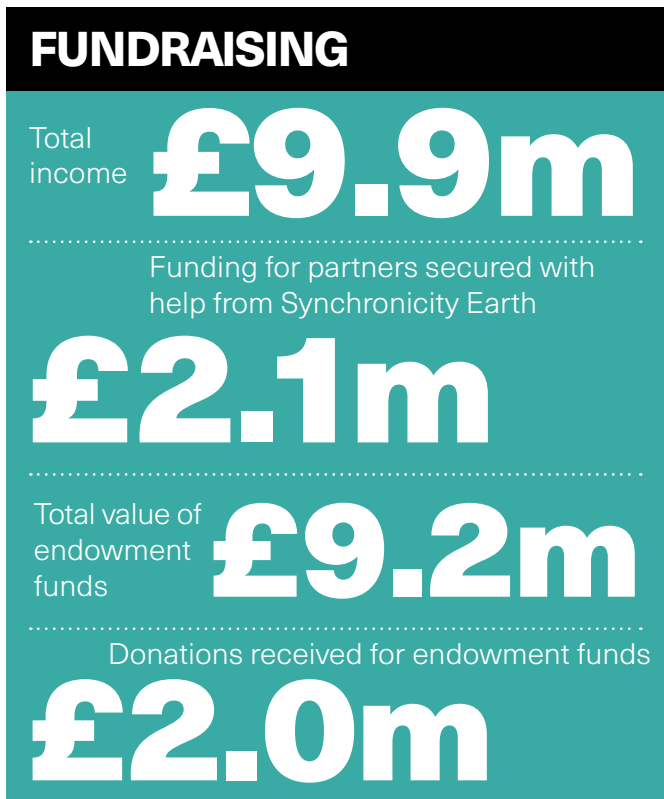 FUNDRAISING
Total
income
£9.9m
Funding for partners secured with
help from Synchronicity Earth
£2.1m
Total value of
endowment
funds
£9.2m
Donations received for endowment funds
£2.0m